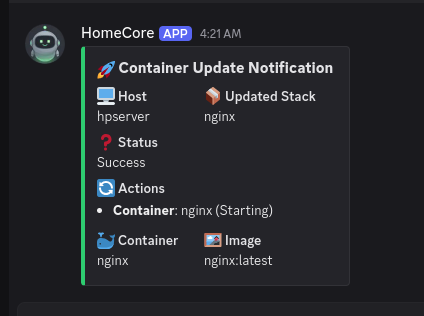 HomeCore APP 4:21 AM
🚀 Container Update Notification
🖥️ Host 📦 Updated Stack
hpserver nginx
❓ Status
Success
🔄 Actions
• Container: nginx (Starting)
🐳 Container 🖼️ Image
nginx nginx:latest